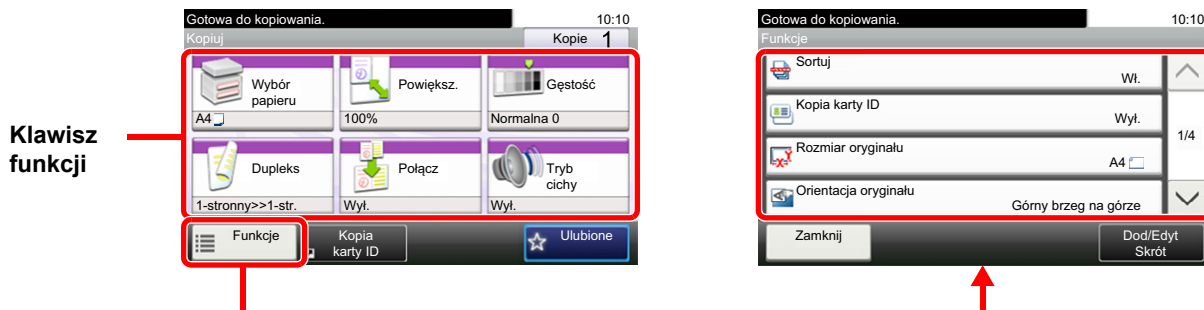 Gotowa do kopiowania.
10:10
Kopiuj
Kopie 1
Wybór
papieru
A4
Powiększ.
100%
Gęstość
Normalna 0
Klawisz
funkcji
Dupleks
1-stronny>>1-str.
Połącz
Wył.
Tryb
cichy
Wył.
Funkcje
Kopia
karty ID
Ulubione
Gotowa do kopiowania.
10:10
Funkcje
Sortuj
Wł.
Kopia karty ID
Wył.
1/4
Rozmiar oryginału
A4
Orientacja oryginału
Górny brzeg na górze
Zamknij
Dod/Edyt
Skrót